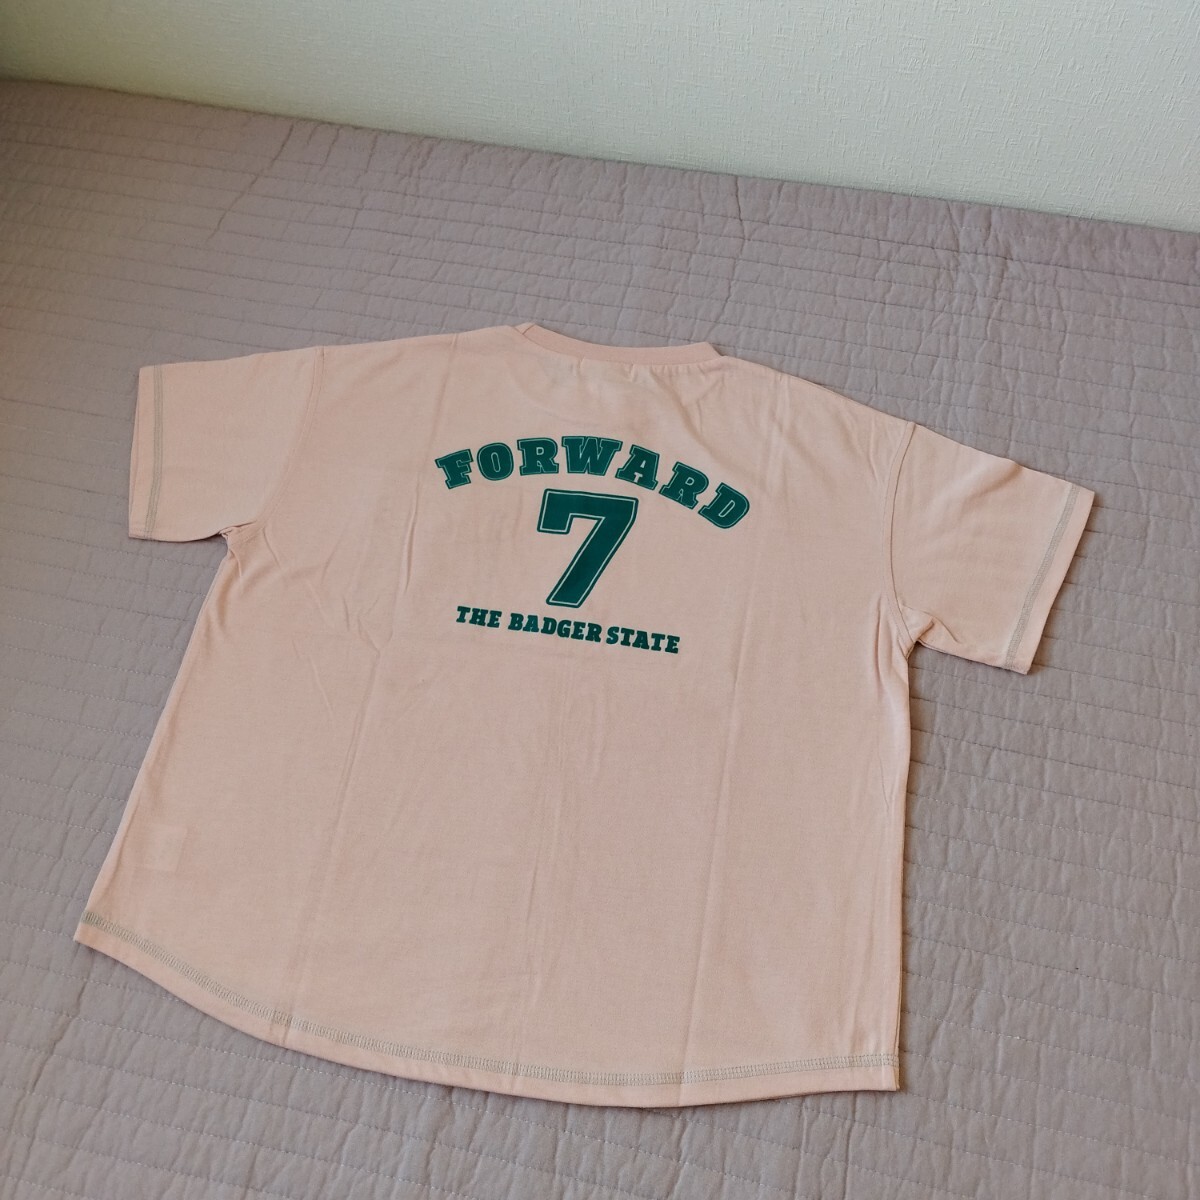 FORWARD
7
THE BADGER STATE